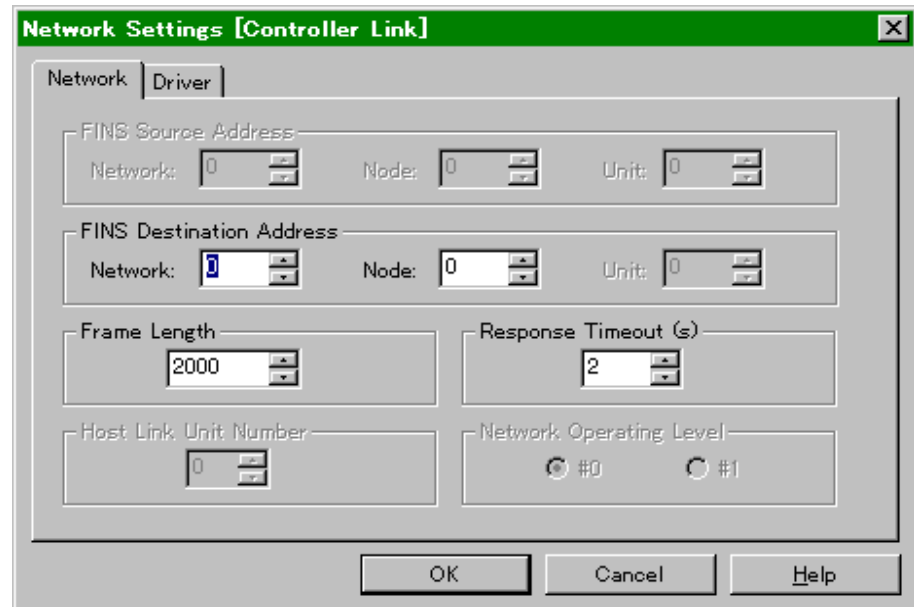 Network Settings [Controller Link]
Network Driver
FINS Source Address
Network: 0 Node: 0 Unit: 0
FINS Destination Address
Network: 0 Node: 0 Unit: 0
Frame Length Response Timeout (s)
2000 2
Host Link Unit Number Network Operating Level
0 #0 #1
OK Cancel Help